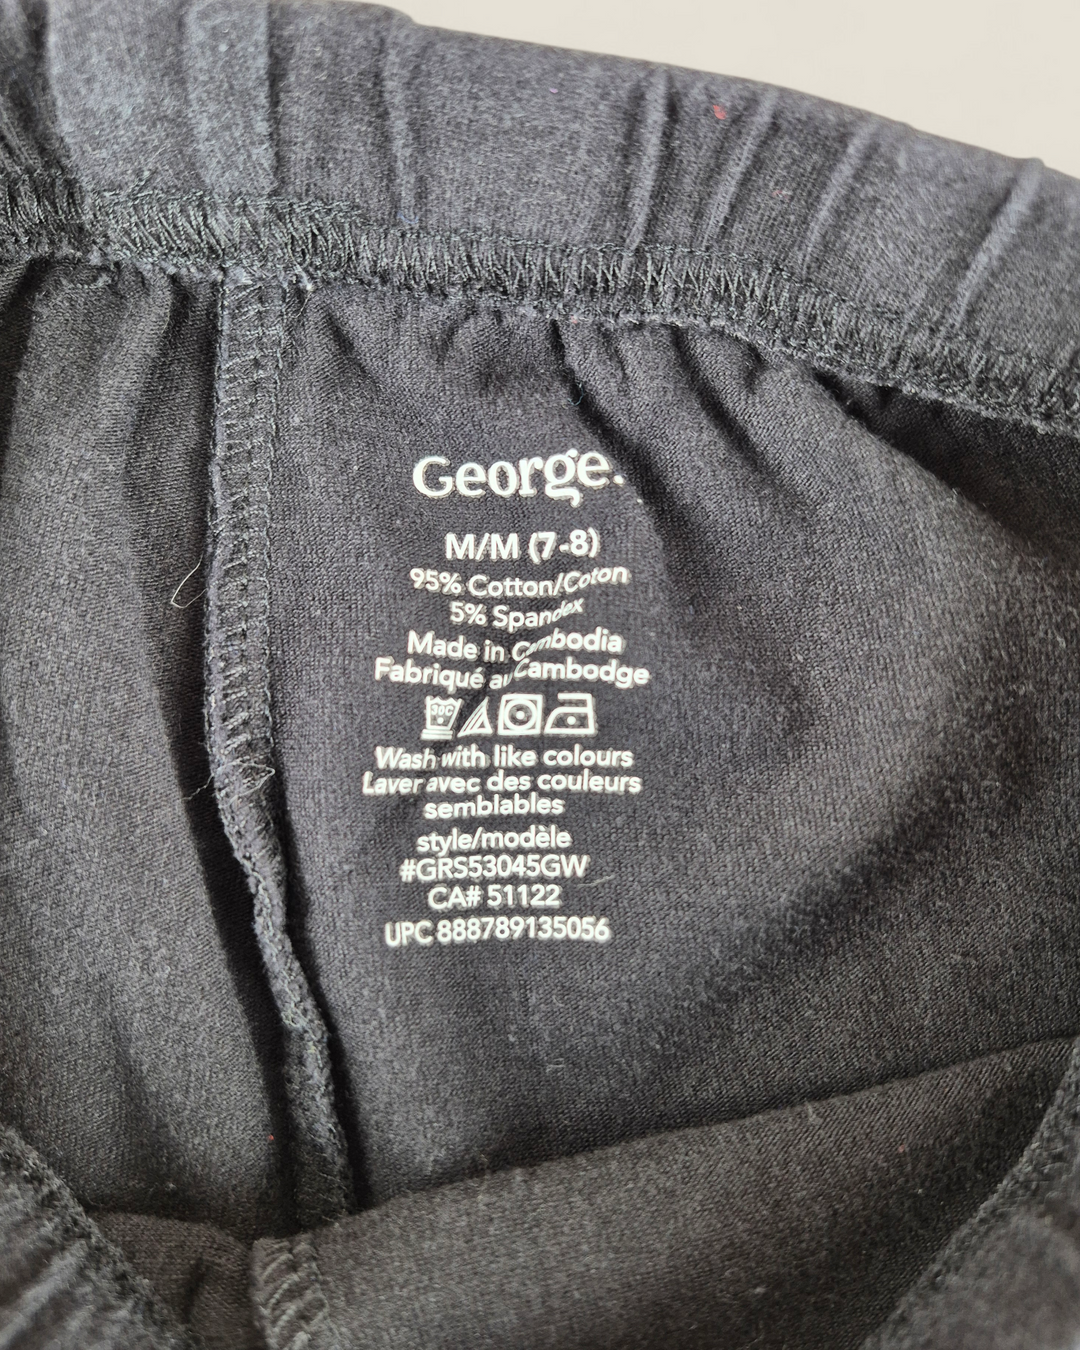 George.
M/M (7-8)
95% Cotton/Coton
5% Spandex
Made in Cambodia
Fabriqué au Cambodge
30C
Wash with like colours
Laver avec des couleurs
semblables
style/modèle
#GRS53045GW
CA# 51122
UPC 888789135056